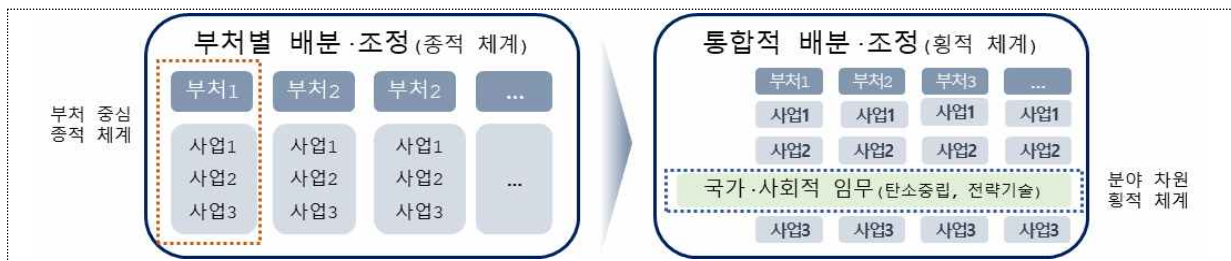 부처별 배분·조정(종적 체계)
부처 중심
종적 체계
부처1 부처2 부처2 ...
사업1 사업1 사업1
사업2 사업2 사업2 ...
사업3 사업3 사업3
통합적 배분·조정(횡적 체계)
부처1 부처2 부처3 ...
사업1 사업1 사업1 사업1
사업2 사업2 사업2 사업2
국가·사회적 임무(탄소중립, 전략기술)
사업3 사업3 사업3 사업3
분야 차원
횡적 체계